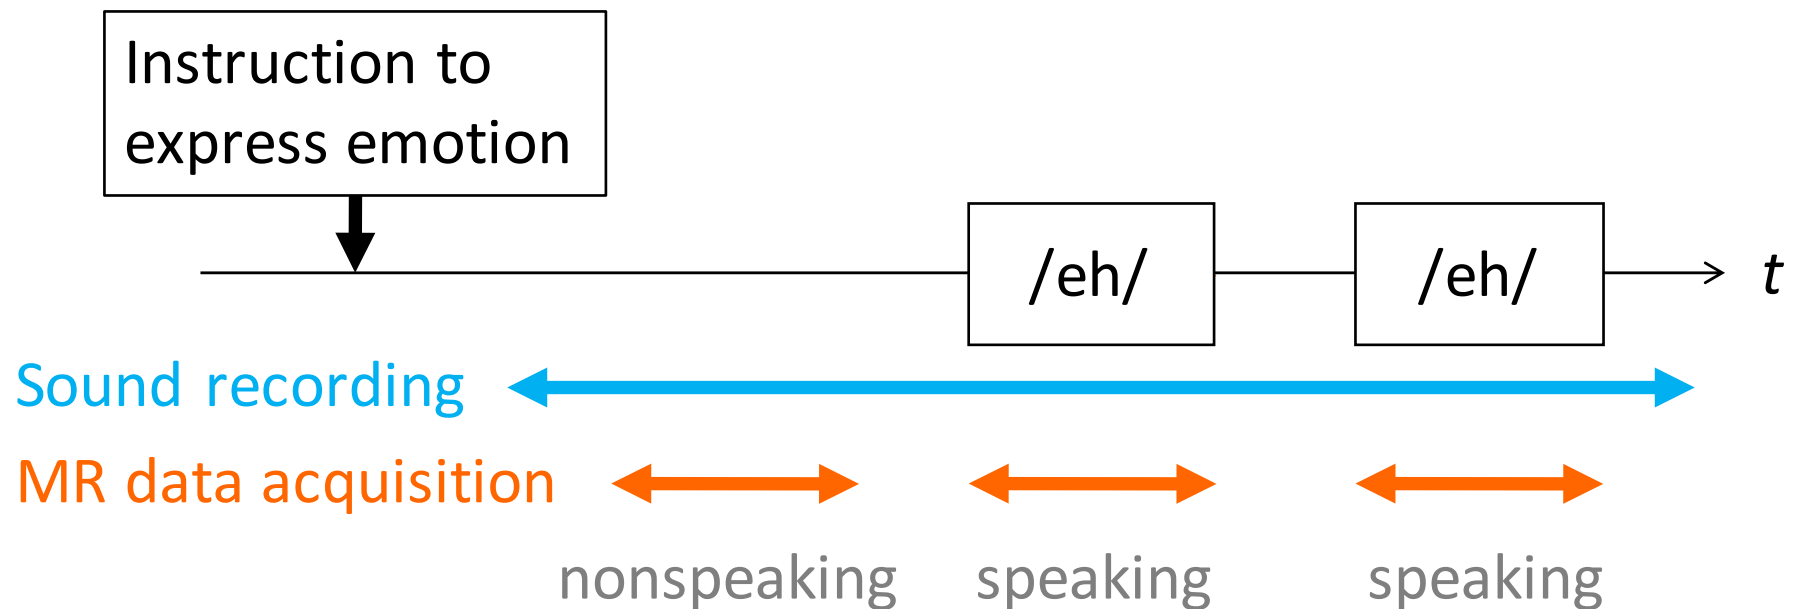 Instruction to
express emotion
/eh/ /eh/ t
Sound recording
MR data acquisition
nonspeaking speaking speaking